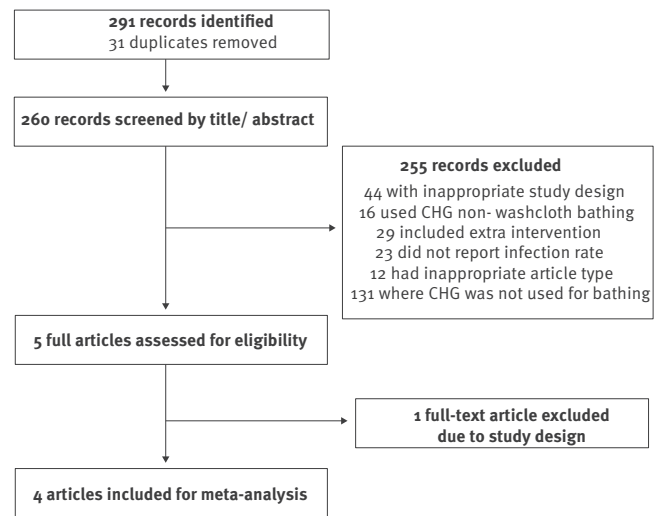 291 records identified
31 duplicates removed
260 records screened by title/ abstract
255 records excluded
44 with inappropriate study design
16 used CHG non- washcloth bathing
29 included extra intervention
23 did not report infection rate
12 had inappropriate article type
131 where CHG was not used for bathing
5 full articles assessed for eligibility
1 full-text article excluded
due to study design
4 articles included for meta-analysis